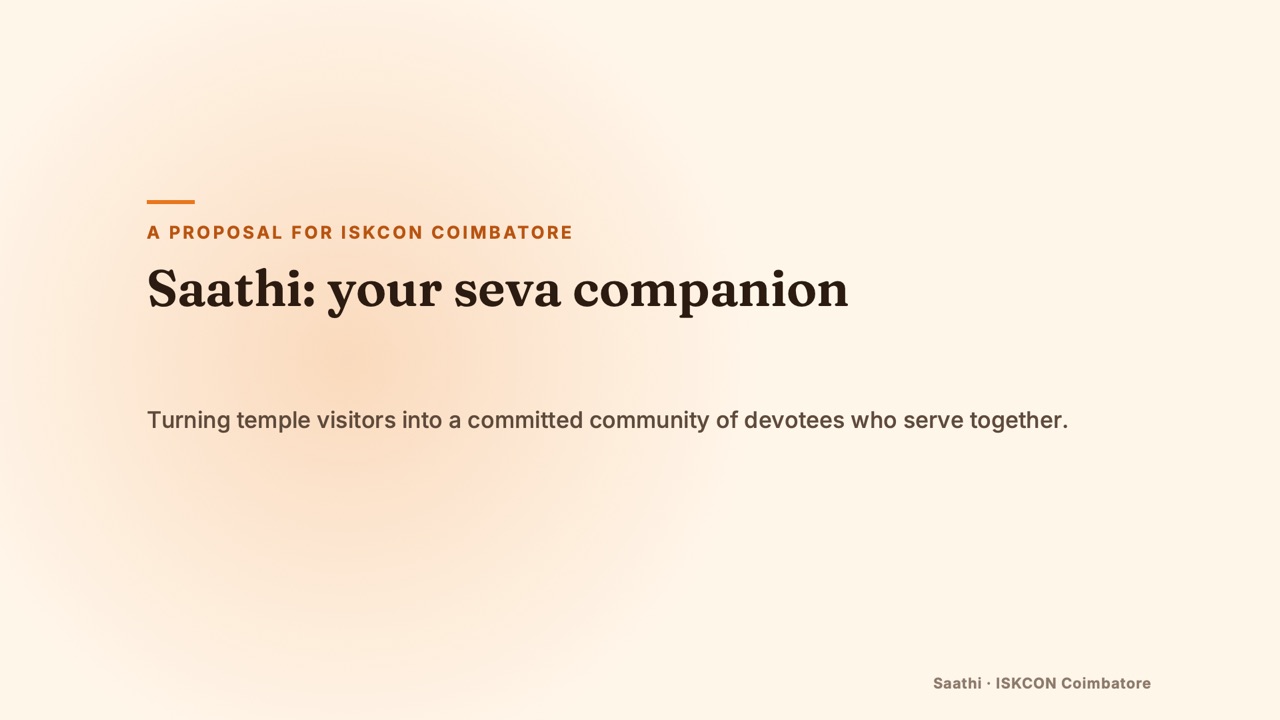 A PROPOSAL FOR ISKCON COIMBATORE
Saathi: your seva companion
Turning temple visitors into a committed community of devotees who serve together.
Saathi · ISKCON Coimbatore